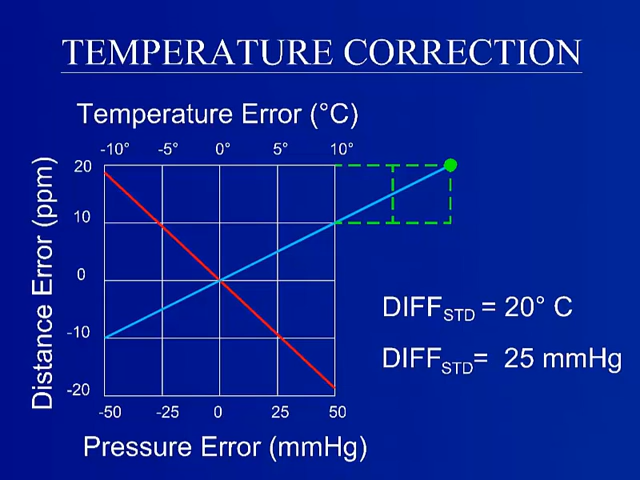 TEMPERATURE CORRECTION
Temperature Error (°C)
-10° -5° 0° 5° 10°
Distance Error (ppm)
20
10
0
-10
-20
DIFFSTD = 20° C
DIFFSTD= 25 mmHg
-50 -25 0 25 50
Pressure Error (mmHg)